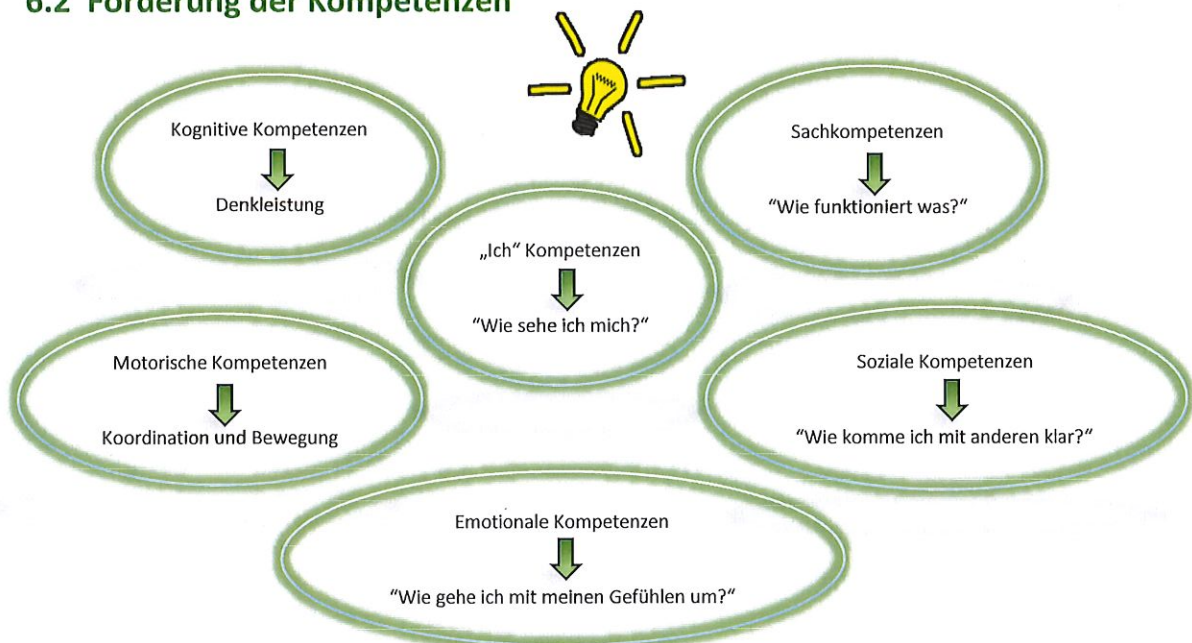 6.2 Förderung der Kompetenzen
Kognitive Kompetenzen
Denkleistung
Sachkompetenzen
“Wie funktioniert was?“
„Ich“ Kompetenzen
“Wie sehe ich mich?“
Motorische Kompetenzen
Koordination und Bewegung
Soziale Kompetenzen
“Wie komme ich mit anderen klar?“
Emotionale Kompetenzen
“Wie gehe ich mit meinen Gefühlen um?“